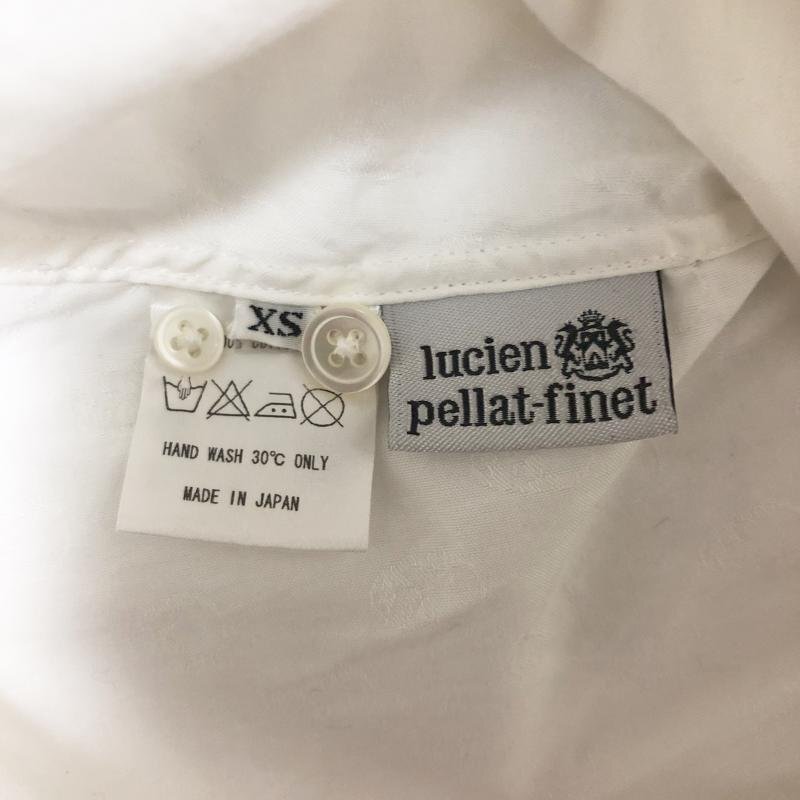 XS
HAND WASH 30℃ ONLY
MADE IN JAPAN
lucien
pellat-finet